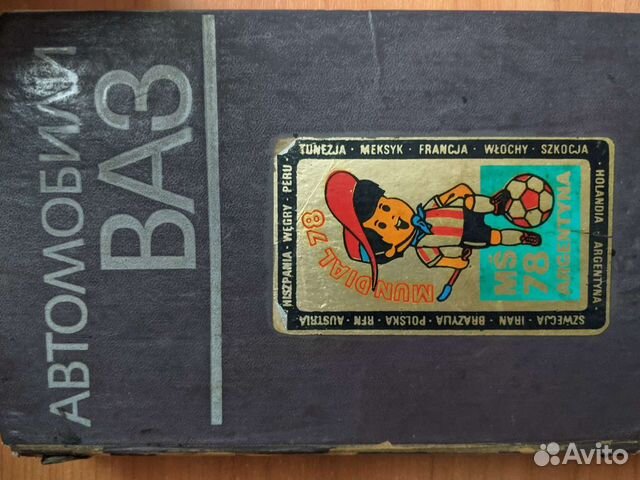 АВТОМОБИЛИ
ВАЗ
TUNEZJA · MEKSYK · FRANCJA · WŁOCHY · SZKOCJA
HOLANDIA · ARGENTYNA
SZWECJA · IRAN · BRAZYLIA · POLSKA · RFN · AUSTRIA
HISZPANIA · WĘGRY · PERU
MUNDIAL 78
MŚ
78
ARGENTYNA
Avito